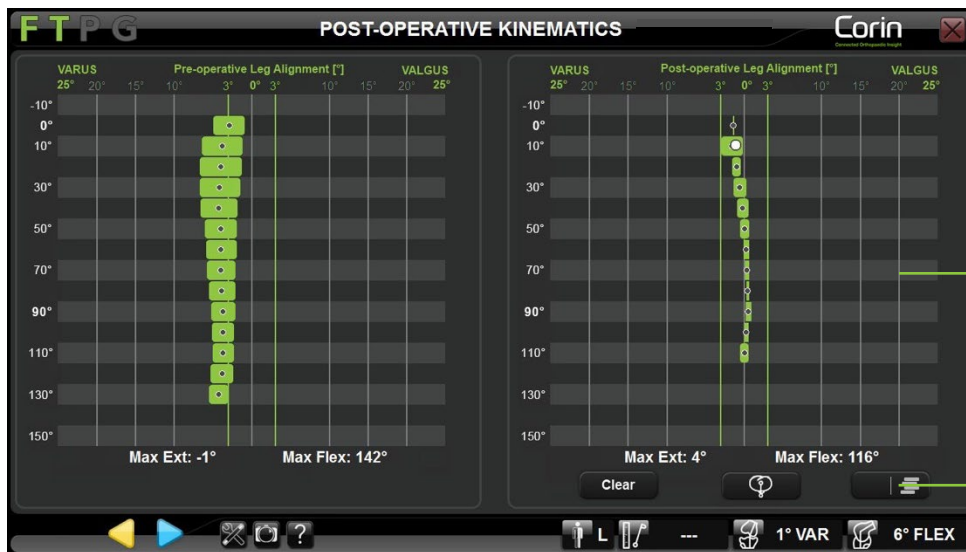 FTPG POST-OPERATIVE KINEMATICS Corin
Connected Orthopaedic Insight
VARUS Pre-operative Leg Alignment [°] VALGUS
25° 20° 15° 10° 3° 0° 3° 10° 15° 20° 25°
-10°
0°
10°
30°
50°
70°
90°
110°
130°
150°
Max Ext: -1° Max Flex: 142°
VARUS Post-operative Leg Alignment [°] VALGUS
25° 20° 15° 10° 3° 0° 3° 10° 15° 20° 25°
-10°
0°
10°
30°
50°
70°
90°
110°
130°
150°
Max Ext: 4° Max Flex: 116°
Clear
? L --- 1° VAR 6° FLEX